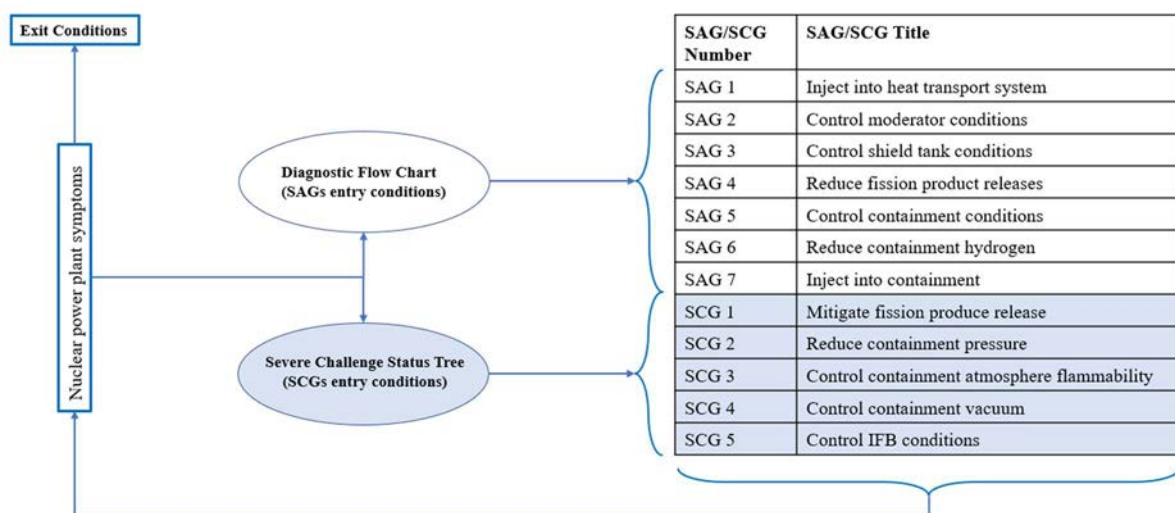 Exit Conditions
Nuclear power plant symptoms
Diagnostic Flow Chart
(SAGs entry conditions)
Severe Challenge Status Tree
(SCGs entry conditions)
SAG/SCG Number SAG/SCG Title
SAG 1 Inject into heat transport system
SAG 2 Control moderator conditions
SAG 3 Control shield tank conditions
SAG 4 Reduce fission product releases
SAG 5 Control containment conditions
SAG 6 Reduce containment hydrogen
SAG 7 Inject into containment
SCG 1 Mitigate fission produce release
SCG 2 Reduce containment pressure
SCG 3 Control containment atmosphere flammability
SCG 4 Control containment vacuum
SCG 5 Control IFB conditions